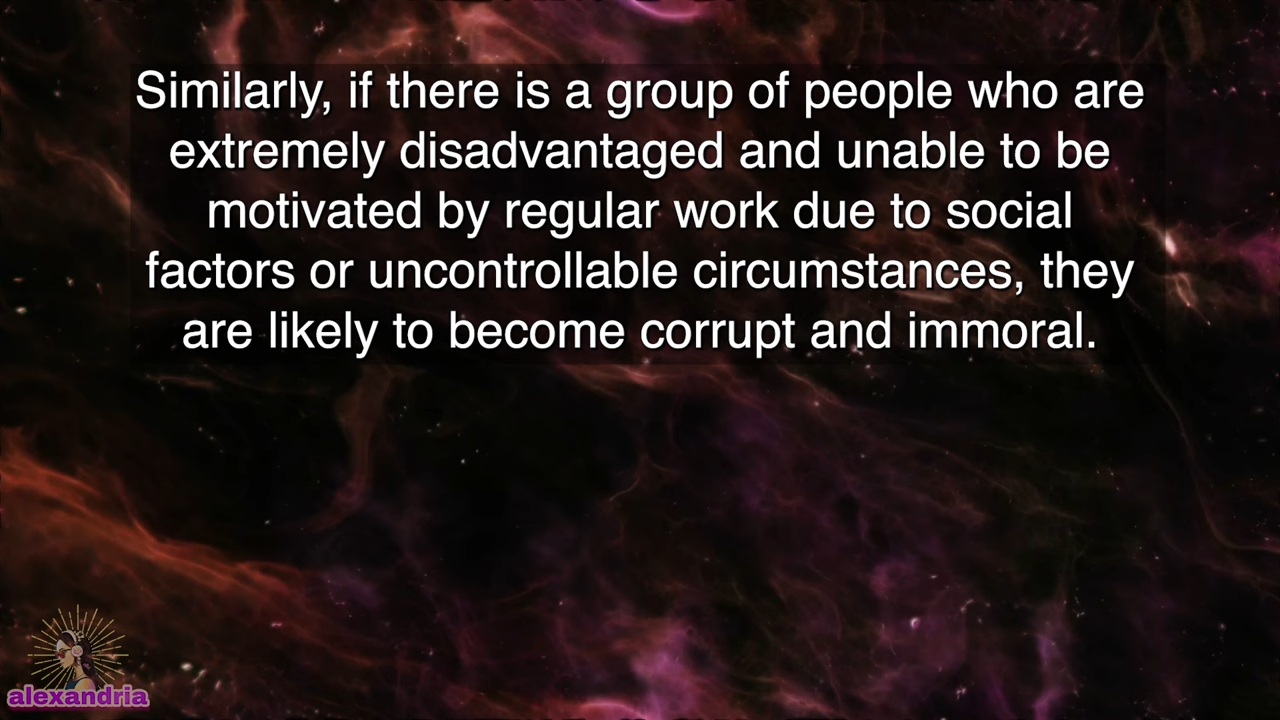 Similarly, if there is a group of people who are
extremely disadvantaged and unable to be
motivated by regular work due to social
factors or uncontrollable circumstances, they
are likely to become corrupt and immoral.
alexandria